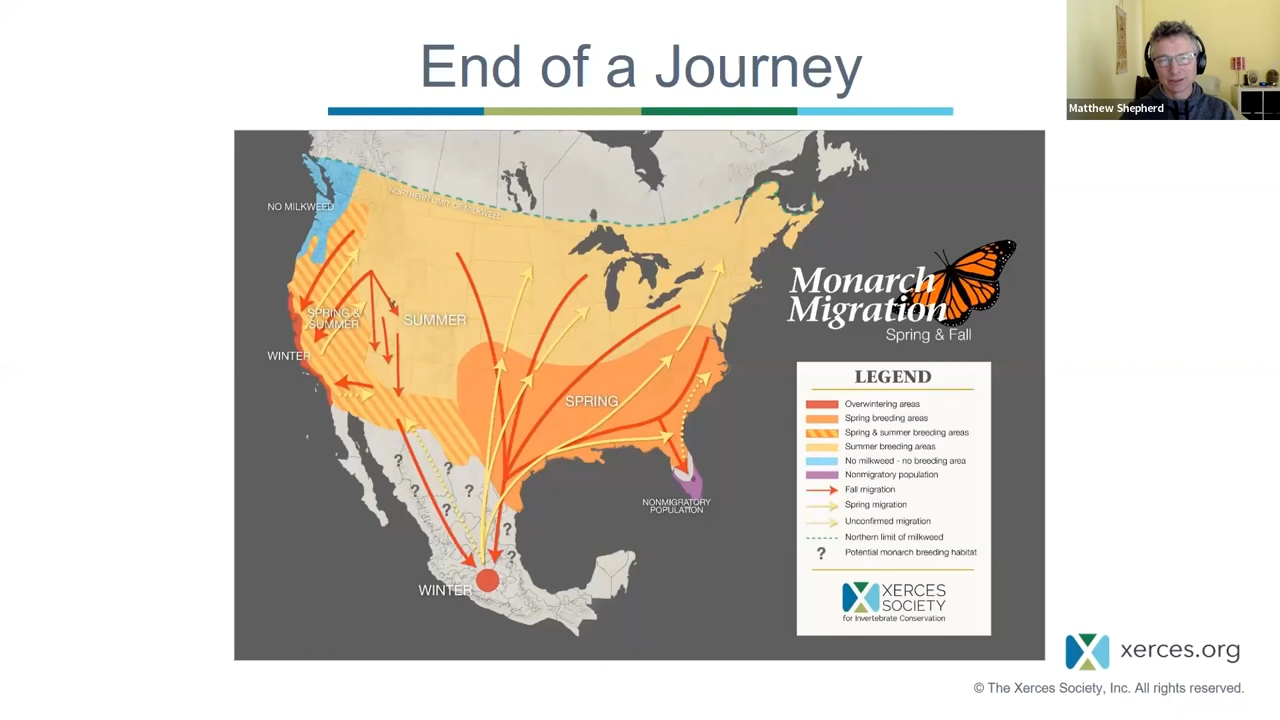 End of a Journey
Matthew Shepherd
NO MILKWEED
NORTHERN LIMIT OF MILKWEED
SPRING &
SUMMER
SUMMER
WINTER
SPRING
NONMIGRATORY
POPULATION
WINTER
?
?
?
?
?
?
?
Monarch
Migration
Spring & Fall
LEGEND
Overwintering areas
Spring breeding areas
Spring & summer breeding areas
Summer breeding areas
No milkweed - no breeding area
Nonmigratory population
Fall migration
Spring migration
Unconfirmed migration
Northern limit of milkweed
? Potential monarch breeding habitat
XERCES
SOCIETY
for Invertebrate Conservation
xerces.org
© The Xerces Society, Inc. All rights reserved.